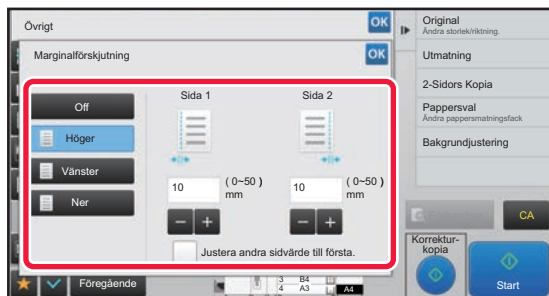 Övrigt
OK
Marginalförskjutning
OK
Off
Höger
Vänster
Ner
Sida 1
Sida 2
10
( 0~50 )
mm
10
( 0~50 )
mm
Justera andra sidvärde till första.
Föregående
3 B4
4 A3
A4
Original
Ändra storlek/riktning.
Utmatning
2-Sidors Kopia
Pappersval
Ändra pappersmatningsfack
Bakgrundjustering
CA
Korrektur-
kopia
Start